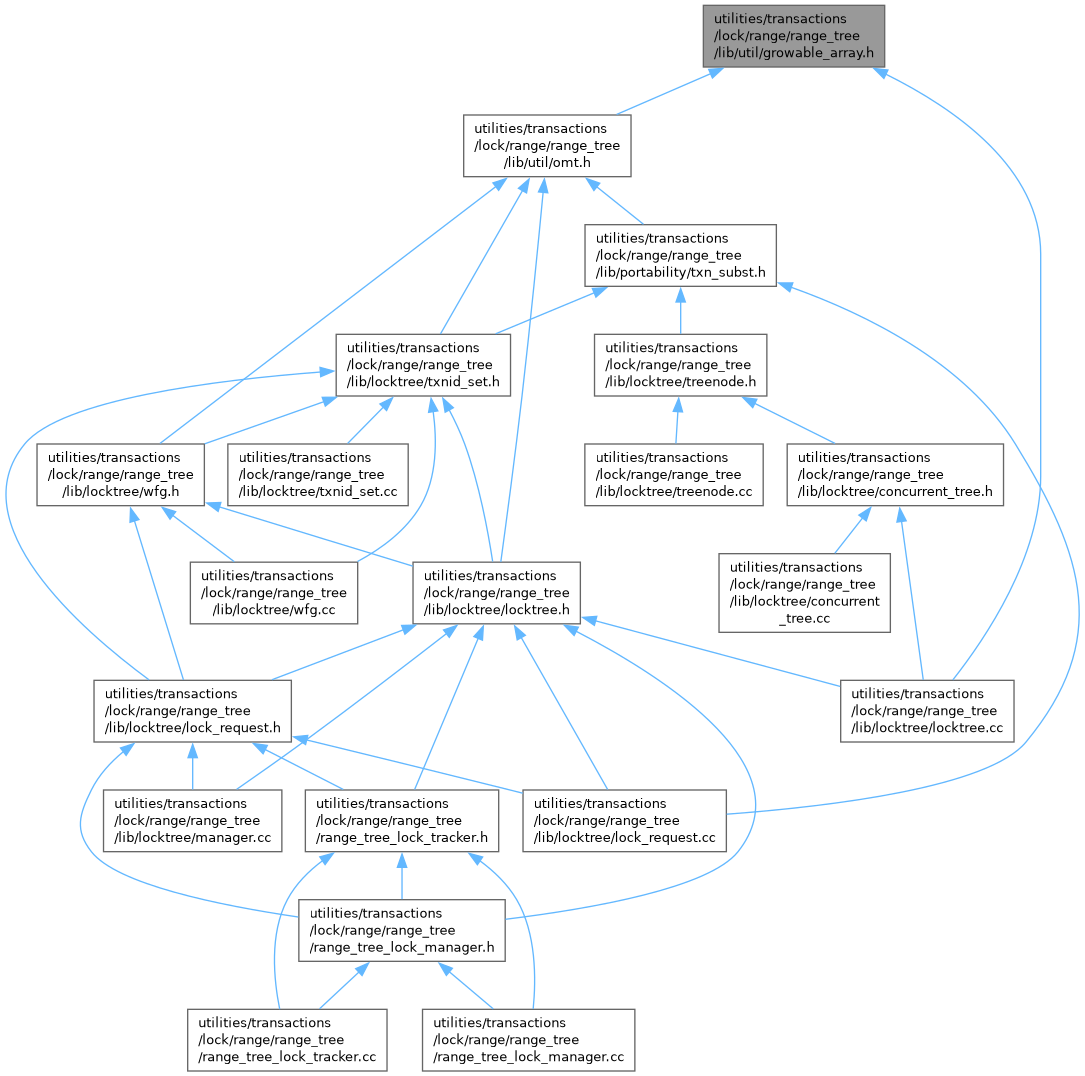 utilities/transactions
/lock/range/range_tree
/lib/util/growable_array.h
utilities/transactions
/lock/range/range_tree
/lib/util/omt.h
utilities/transactions
/lock/range/range_tree
/lib/portability/txn_subst.h
utilities/transactions
/lock/range/range_tree
/lib/locktree/txnid_set.h
utilities/transactions
/lock/range/range_tree
/lib/locktree/treenode.h
utilities/transactions
/lock/range/range_tree
/lib/locktree/wfg.h
utilities/transactions
/lock/range/range_tree
/lib/locktree/txnid_set.cc
utilities/transactions
/lock/range/range_tree
/lib/locktree/treenode.cc
utilities/transactions
/lock/range/range_tree
/lib/locktree/concurrent_tree.h
utilities/transactions
/lock/range/range_tree
/lib/locktree/wfg.cc
utilities/transactions
/lock/range/range_tree
/lib/locktree/locktree.h
utilities/transactions
/lock/range/range_tree
/lib/locktree/concurrent
_tree.cc
utilities/transactions
/lock/range/range_tree
/lib/locktree/lock_request.h
utilities/transactions
/lock/range/range_tree
/lib/locktree/locktree.cc
utilities/transactions
/lock/range/range_tree
/lib/locktree/manager.cc
utilities/transactions
/lock/range/range_tree
/range_tree_lock_tracker.h
utilities/transactions
/lock/range/range_tree
/lib/locktree/lock_request.cc
utilities/transactions
/lock/range/range_tree
/range_tree_lock_manager.h
utilities/transactions
/lock/range/range_tree
/range_tree_lock_tracker.cc
utilities/transactions
/lock/range/range_tree
/range_tree_lock_manager.cc